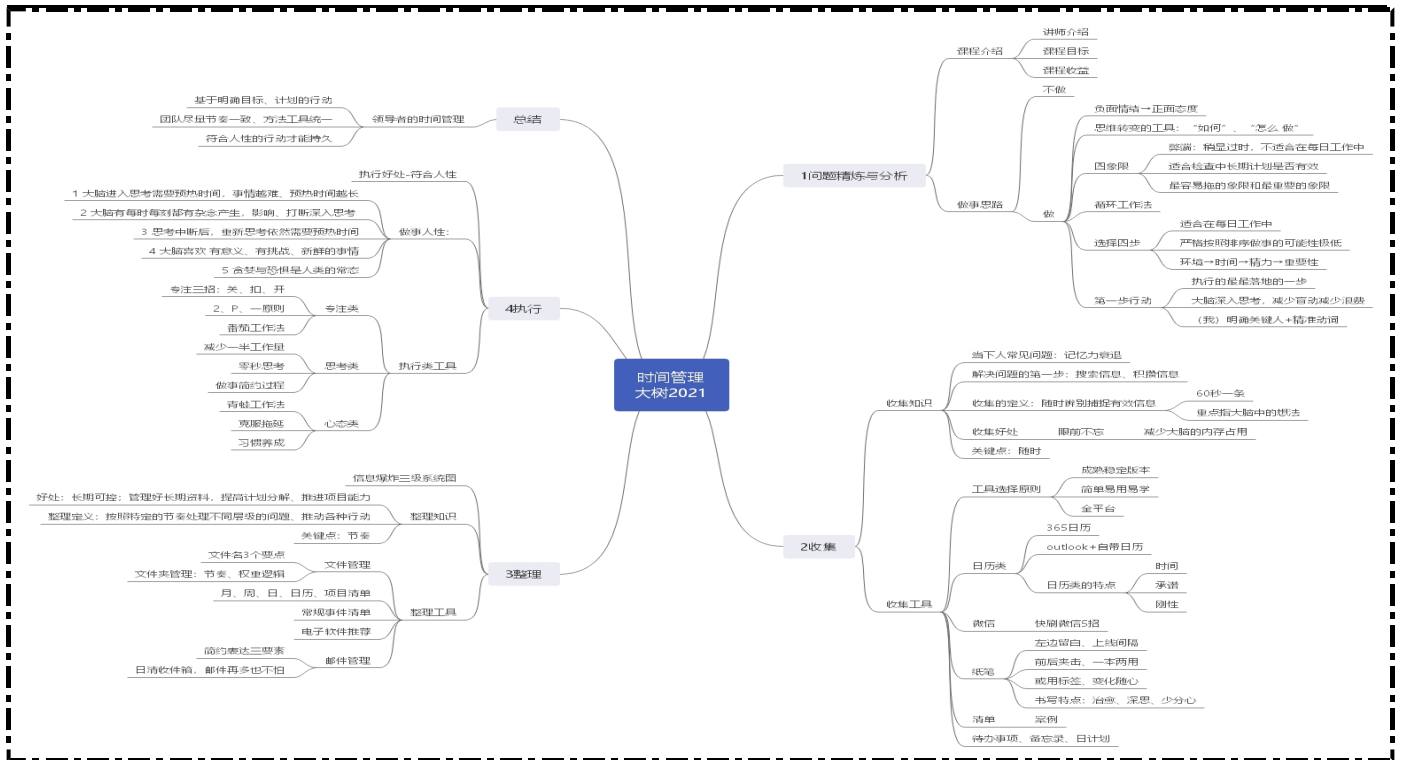 时间管理
大树2021
1问题精练与分析
课程介绍
讲师介绍
课程目标
课程收益
做事思路
不做
做
负面情绪→正面态度
思维转变的工具：“如何”、“怎么 做”
四象限
弊端：稍显过时，不适合在每日工作中
适合检查中长期计划是否有效
最容易拖的象限和最重要的象限
循环工作法
选择四步
适合在每日工作中
严格按照排序做事的可能性极低
环境→时间→精力→重要性
第一步行动
执行的最最落地的一步
大脑深入思考，减少盲动减少浪费
（我）明确关键人+精准动词
2收集
收集知识
当下人常见问题：记忆力衰退
解决问题的第一步：搜索信息、积攒信息
收集的定义：随时辨别捕捉有效信息
60秒一条
重点指大脑中的想法
收集好处
眼前不忘
减少大脑的内存占用
关键点：随时
收集工具
工具选择原则
成熟稳定版本
简单易用易学
全平台
日历类
365日历
outlook+自带日历
日历类的特点
时间
承诺
刚性
微信
快刷微信5招
纸笔
左边留白、上线间隔
前后夹击、一本两用
或用标签、变化随心
书写特点：治愈、深思、少分心
清单
案例
待办事项、备忘录、日计划
3整理
信息爆炸三级系统图
整理知识
好处：长期可控；管理好长期资料，提高计划分解、推进项目能力
整理定义：按照特定的节奏处理不同层级的问题、推动各种行动
关键点：节奏
整理工具
文件管理
文件名3个要点
文件夹管理：节奏、权重逻辑
月、周、日、日历、项目清单
常规事件清单
电子软件推荐
邮件管理
简约表达三要素
日清收件箱，邮件再多也不怕
4执行
执行好处-符合人性
做事人性：
1 大脑进入思考需要预热时间，事情越难、预热时间越长
2 大脑有每时每刻都有杂念产生，影响、打断深入思考
3 思考中断后，重新思考依然需要预热时间
4 大脑喜欢 有意义、有挑战、新鲜的事情
5 贪婪与恐惧是人类的常态
执行类工具
专注类
专注三招：关、扣、开
2、P、一原则
番茄工作法
思考类
减少一半工作量
零秒思考
做事简约过程
心态类
青蛙工作法
克服拖延
习惯养成
总结
领导者的时间管理
基于明确目标、计划的行动
团队尽量节奏一致、方法工具统一
符合人性的行动才能持久